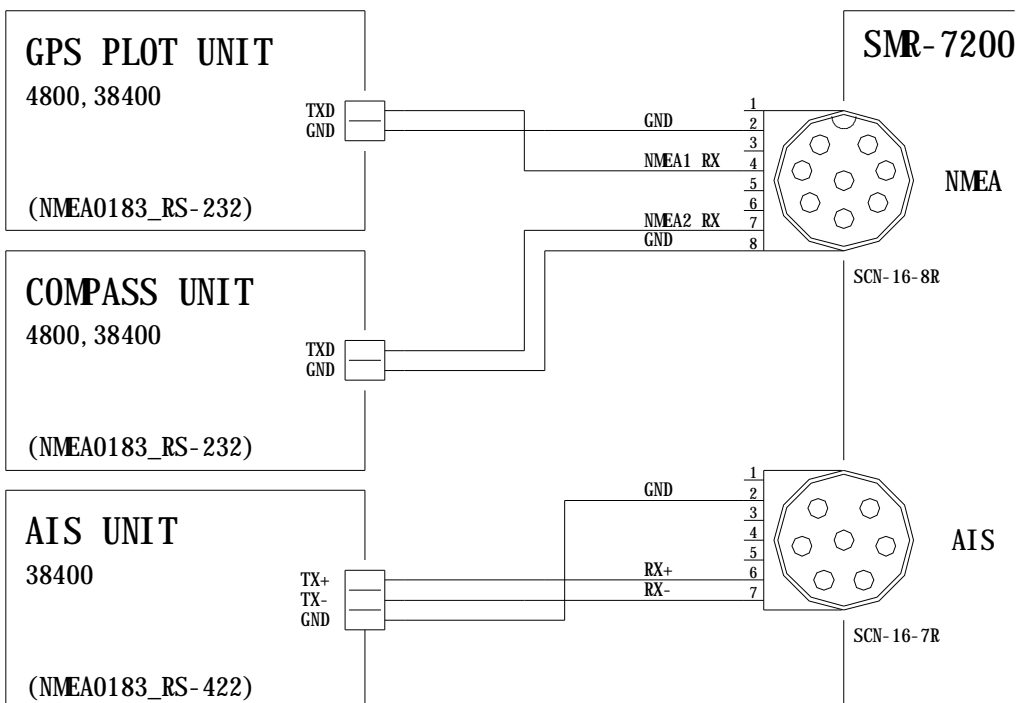 GPS PLOT UNIT
4800, 38400
TXD
GND
(NMEA0183_RS-232)
COMPASS UNIT
4800, 38400
TXD
GND
(NMEA0183_RS-232)
AIS UNIT
38400
TX+
TX-
GND
(NMEA0183_RS-422)
GND
NMEA1 RX
NMEA2 RX
GND
1
2
3
4
5
6
7
8
SMR-7200
NMEA
SCN-16-8R
GND
RX+
RX-
1
2
3
4
5
6
7
AIS
SCN-16-7R